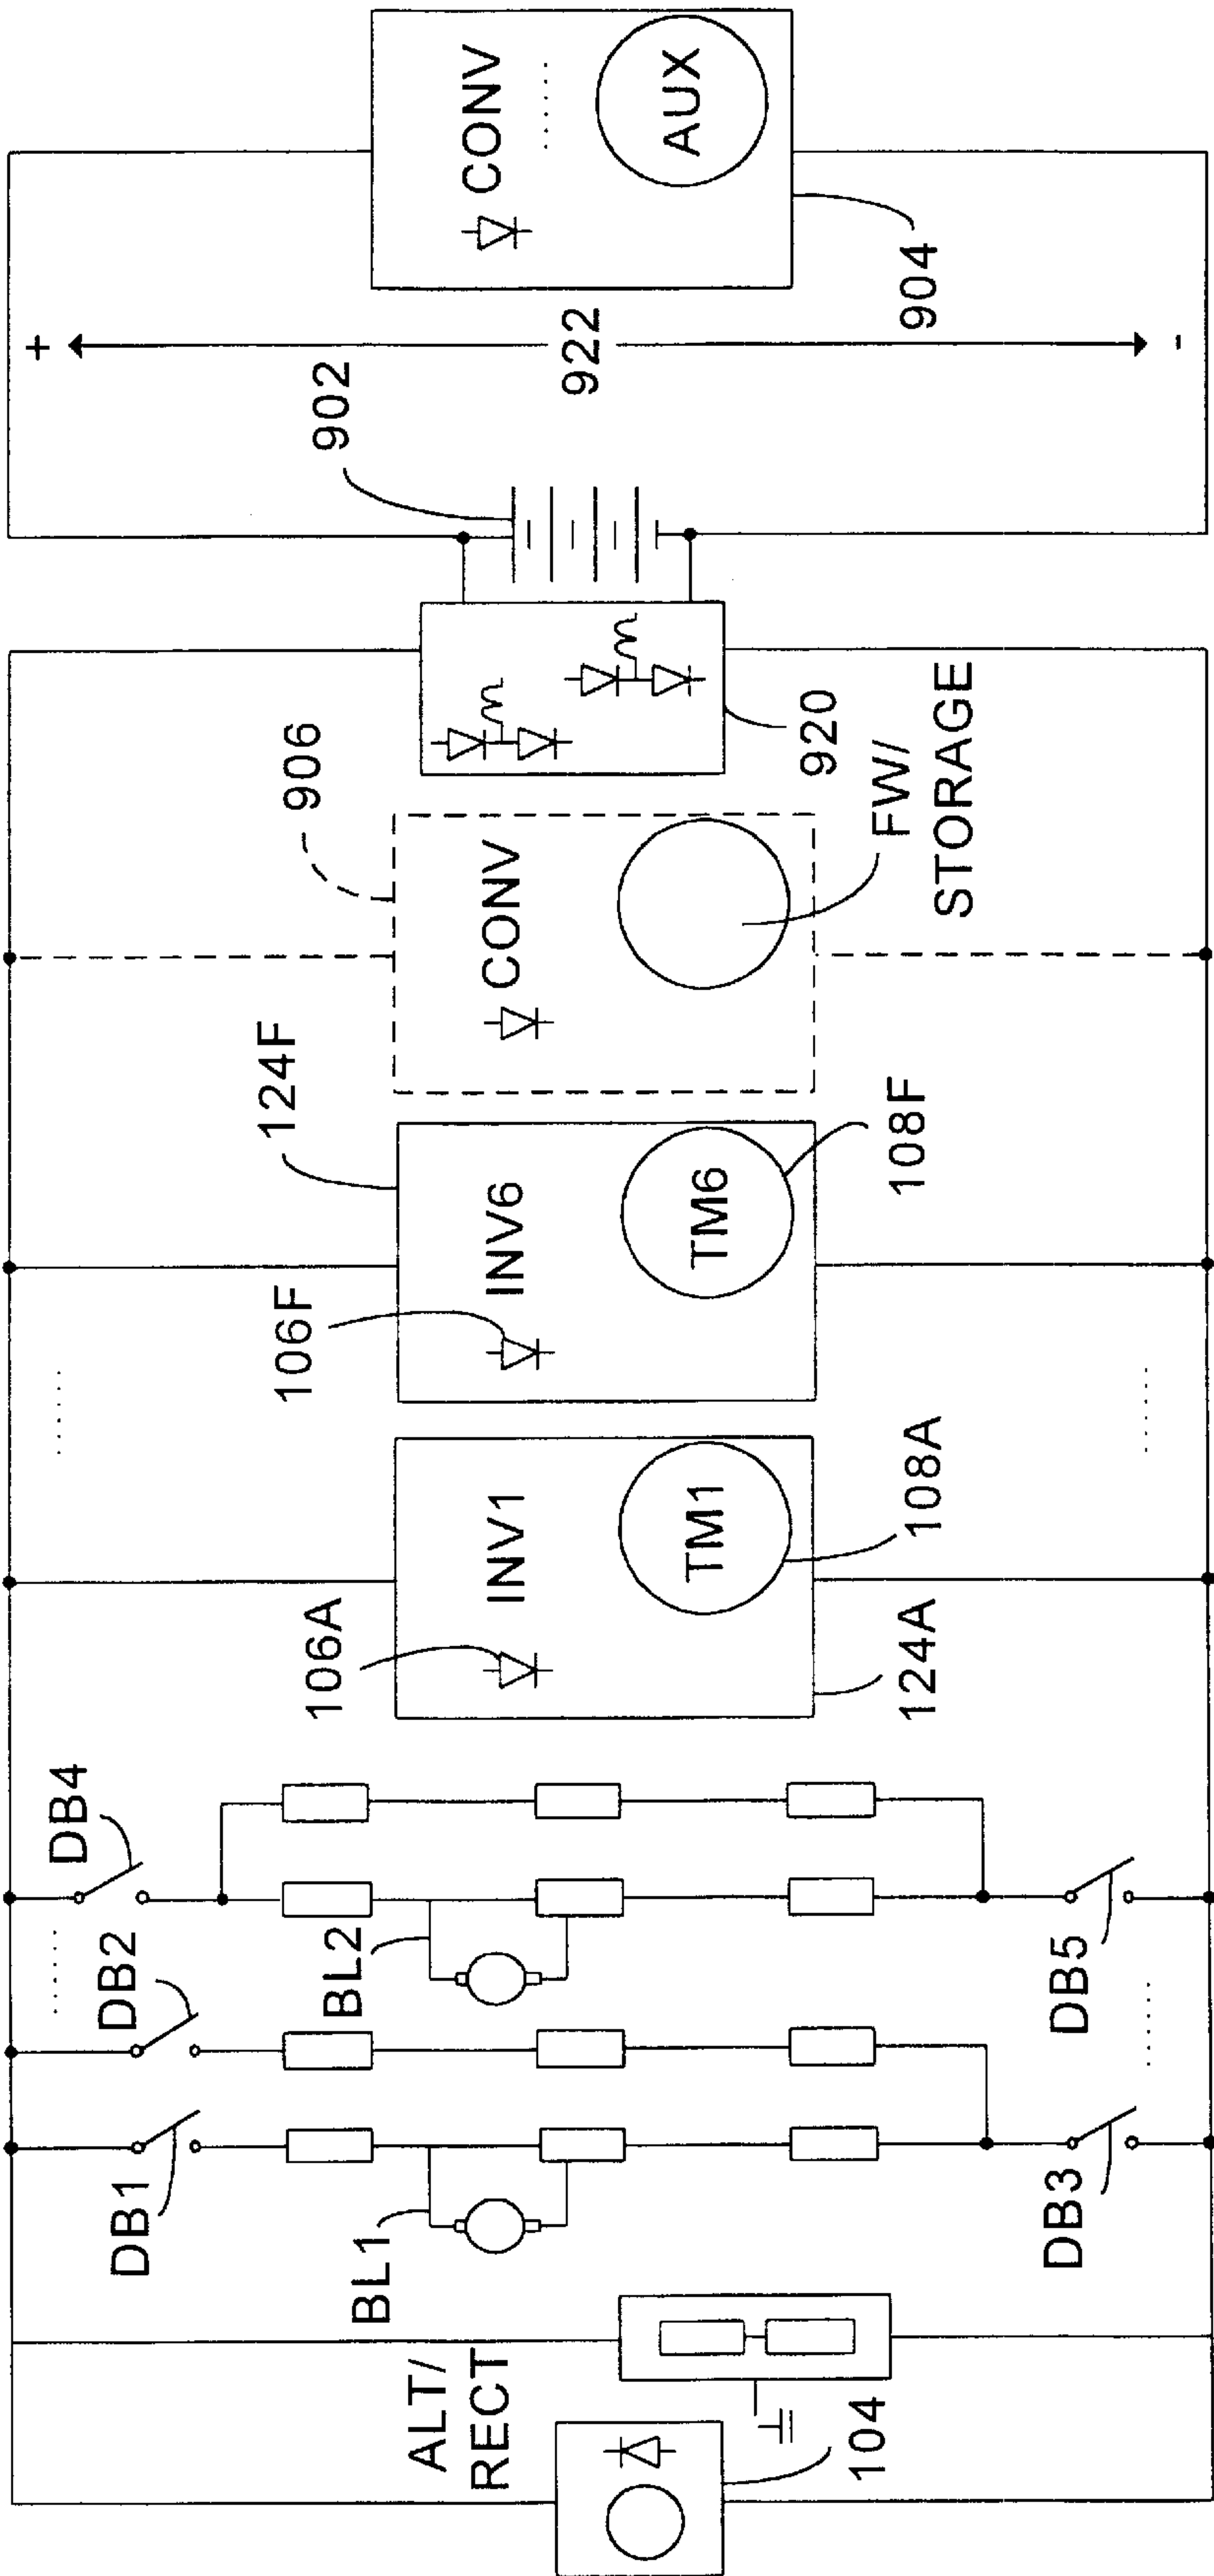 ALT/
RECT
104
BL1
DB1
DB2
DB3
BL2
DB4
DB5
106A
INV1
TM1
108A
124A
106F
INV6
TM6
108F
124F
906
CONV
FW/
STORAGE
920
902
+
922
-
CONV
AUX
904